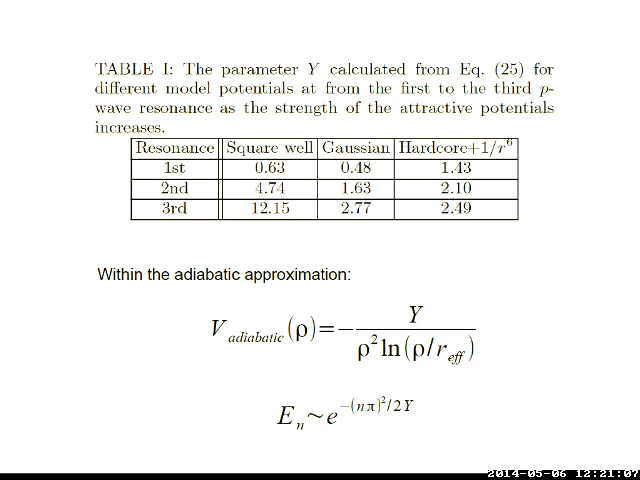 TABLE I: The parameter Y calculated from Eq. (25) for
different model potentials at from the first to the third p-
wave resonance as the strength of the attractive potentials
increases.
Resonance Square well Gaussian Hardcore+1/r⁶
1st 0.63 0.48 1.43
2nd 4.74 1.63 2.10
3rd 12.15 2.77 2.49
Within the adiabatic approximation:
V_adiabatic(ρ)=−Y/(ρ² ln(ρ/r_eff))
E_n~e^(−(nπ)²/2Y)
2014-05-06 12:21:07